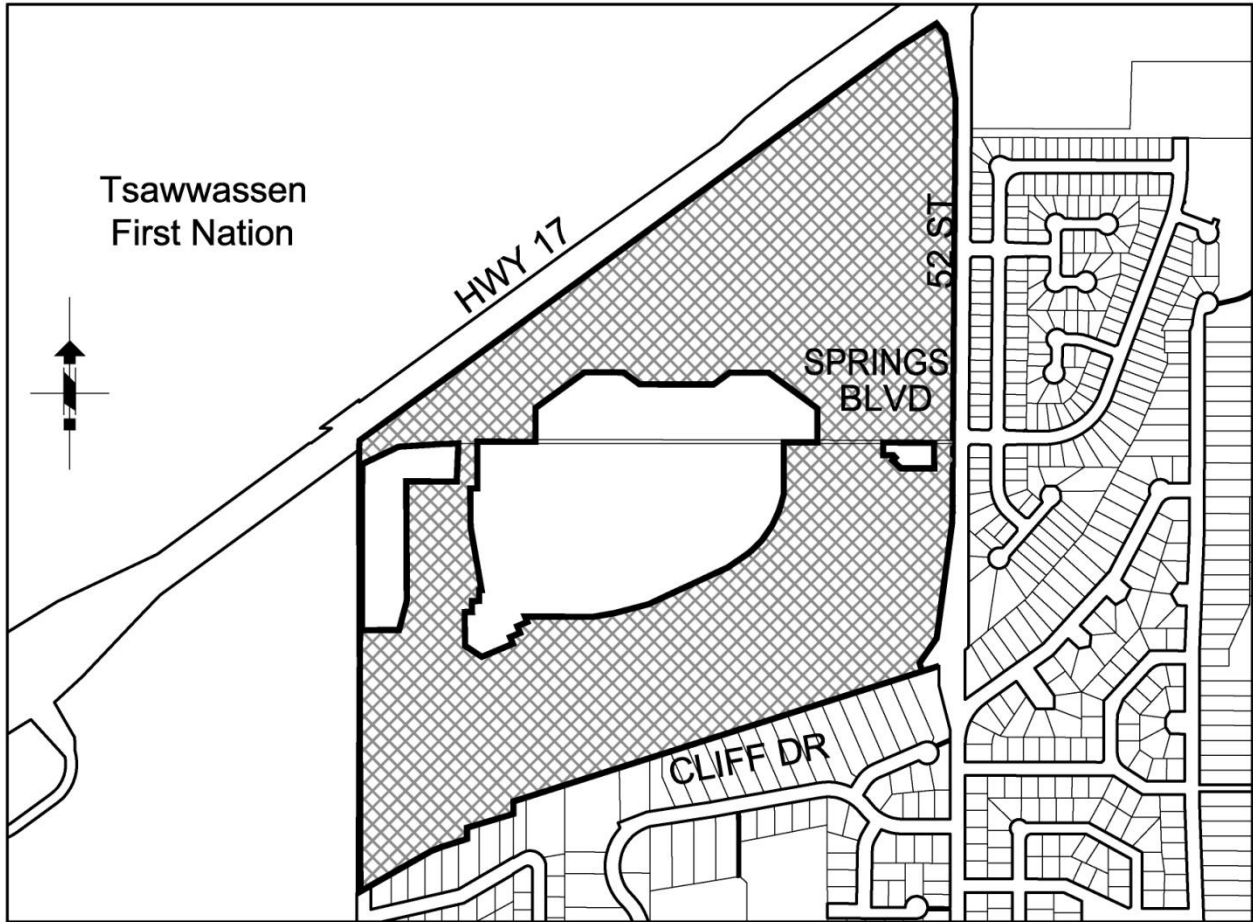 Tsawwassen
First Nation
HWY 17
52 ST
SPRINGS
BLVD
CLIFF DR